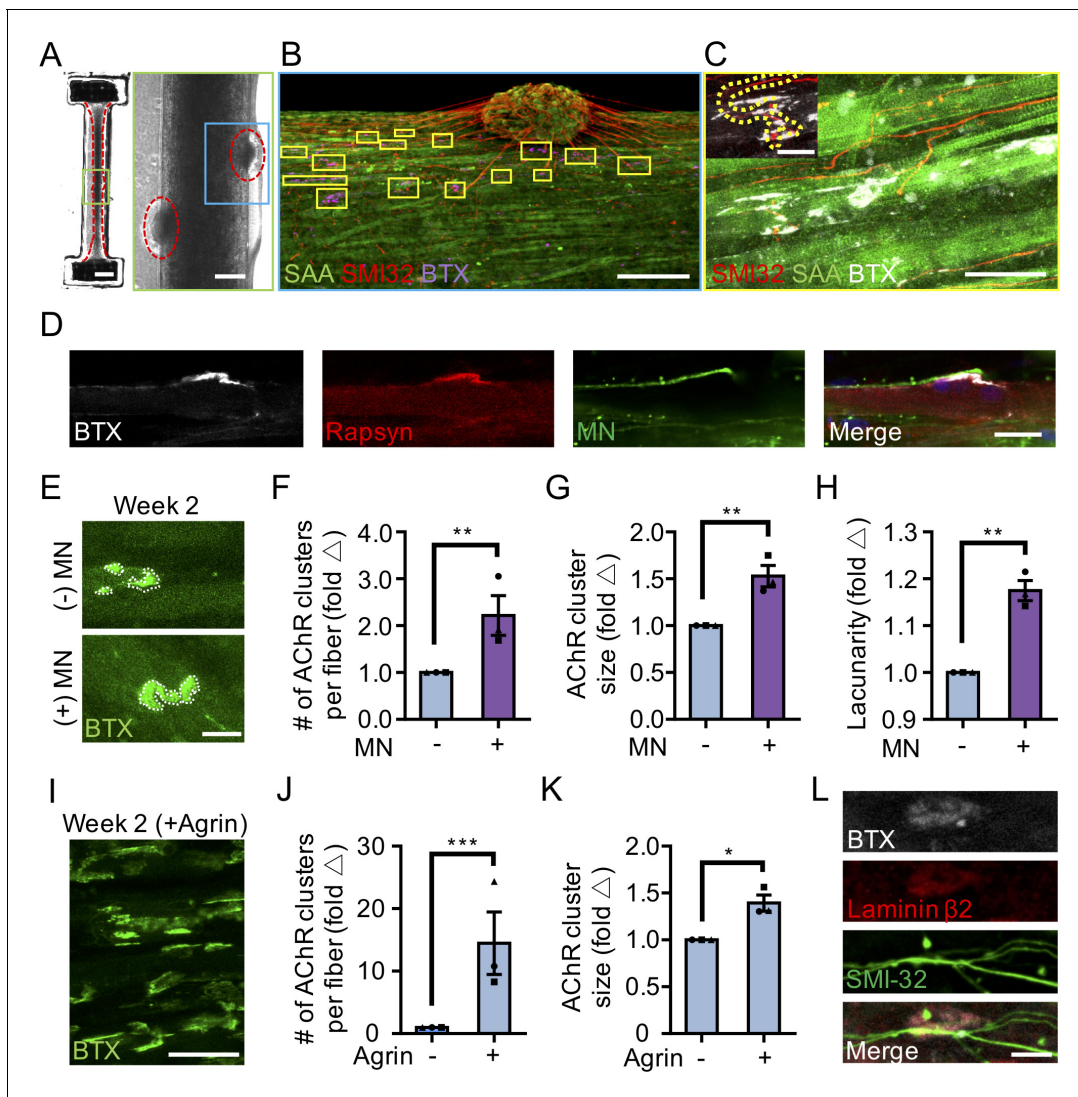 A
B
C
SAA SMI32 BTX
SMI32 SAA BTX
D
BTX
Rapsyn
MN
Merge
E
Week 2
(-) MN
(+) MN
BTX
F
# of AChR clusters
per fiber (fold △)
4.0
3.0
2.0
1.0
0.0
**
MN - +
G
AChR cluster
size (fold △)
2.0
1.5
1.0
0.5
0.0
**
MN - +
H
Lacunarity (fold △)
1.3
1.2
1.1
1.0
0.9
**
MN - +
I
Week 2 (+Agrin)
BTX
J
# of AChR clusters
per fiber (fold △)
30
20
10
0
***
Agrin - +
K
AChR cluster
size (fold △)
2.0
1.5
1.0
0.5
0
*
Agrin - +
L
BTX
Laminin β2
SMI-32
Merge